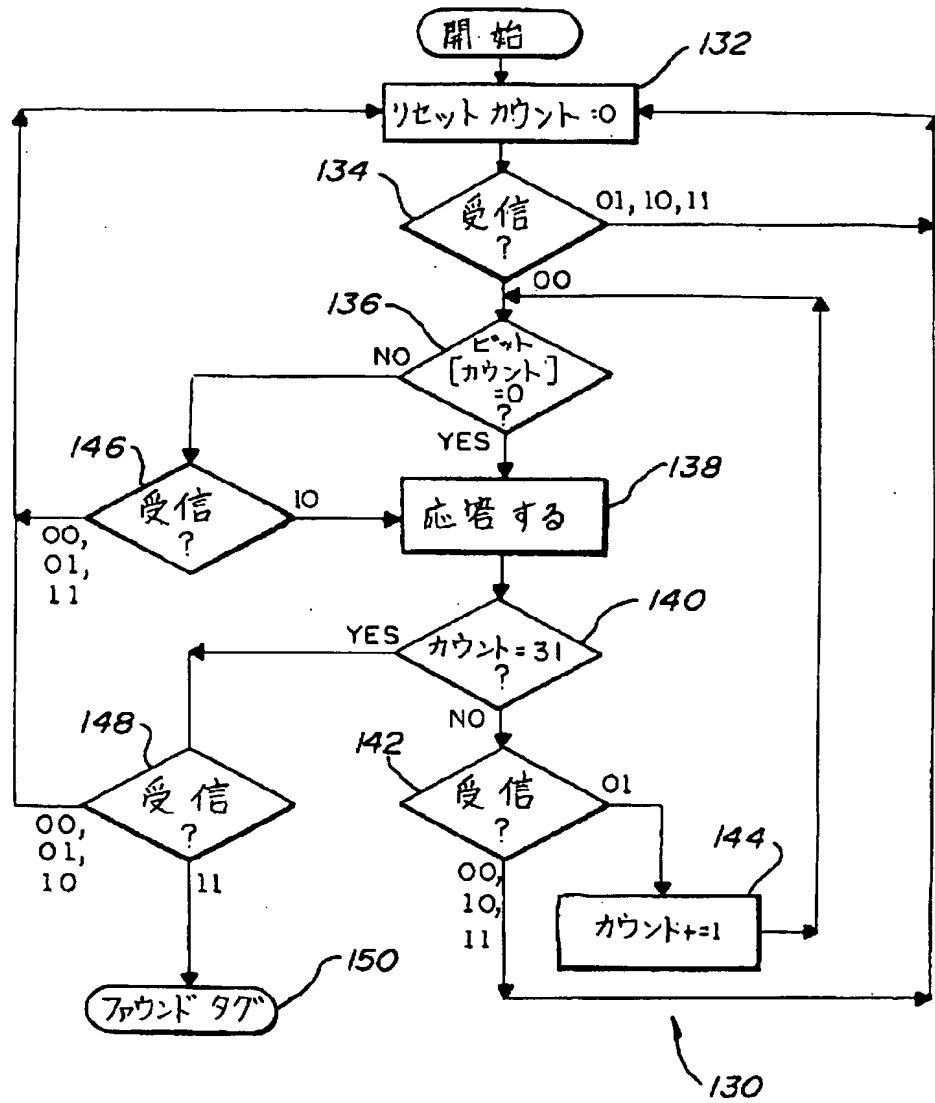 開始
132
リセット カウント =0
134
受信
?
01, 10, 11
00
136
ビット
[カウント]
=0
?
NO
YES
146
受信
?
10
00,
01,
11
138
応答する
140
カウント = 31
?
YES
NO
148
受信
?
00,
01,
10
11
142
受信
?
01
00,
10,
11
144
カウント+=1
ファウンド タグ
150
130